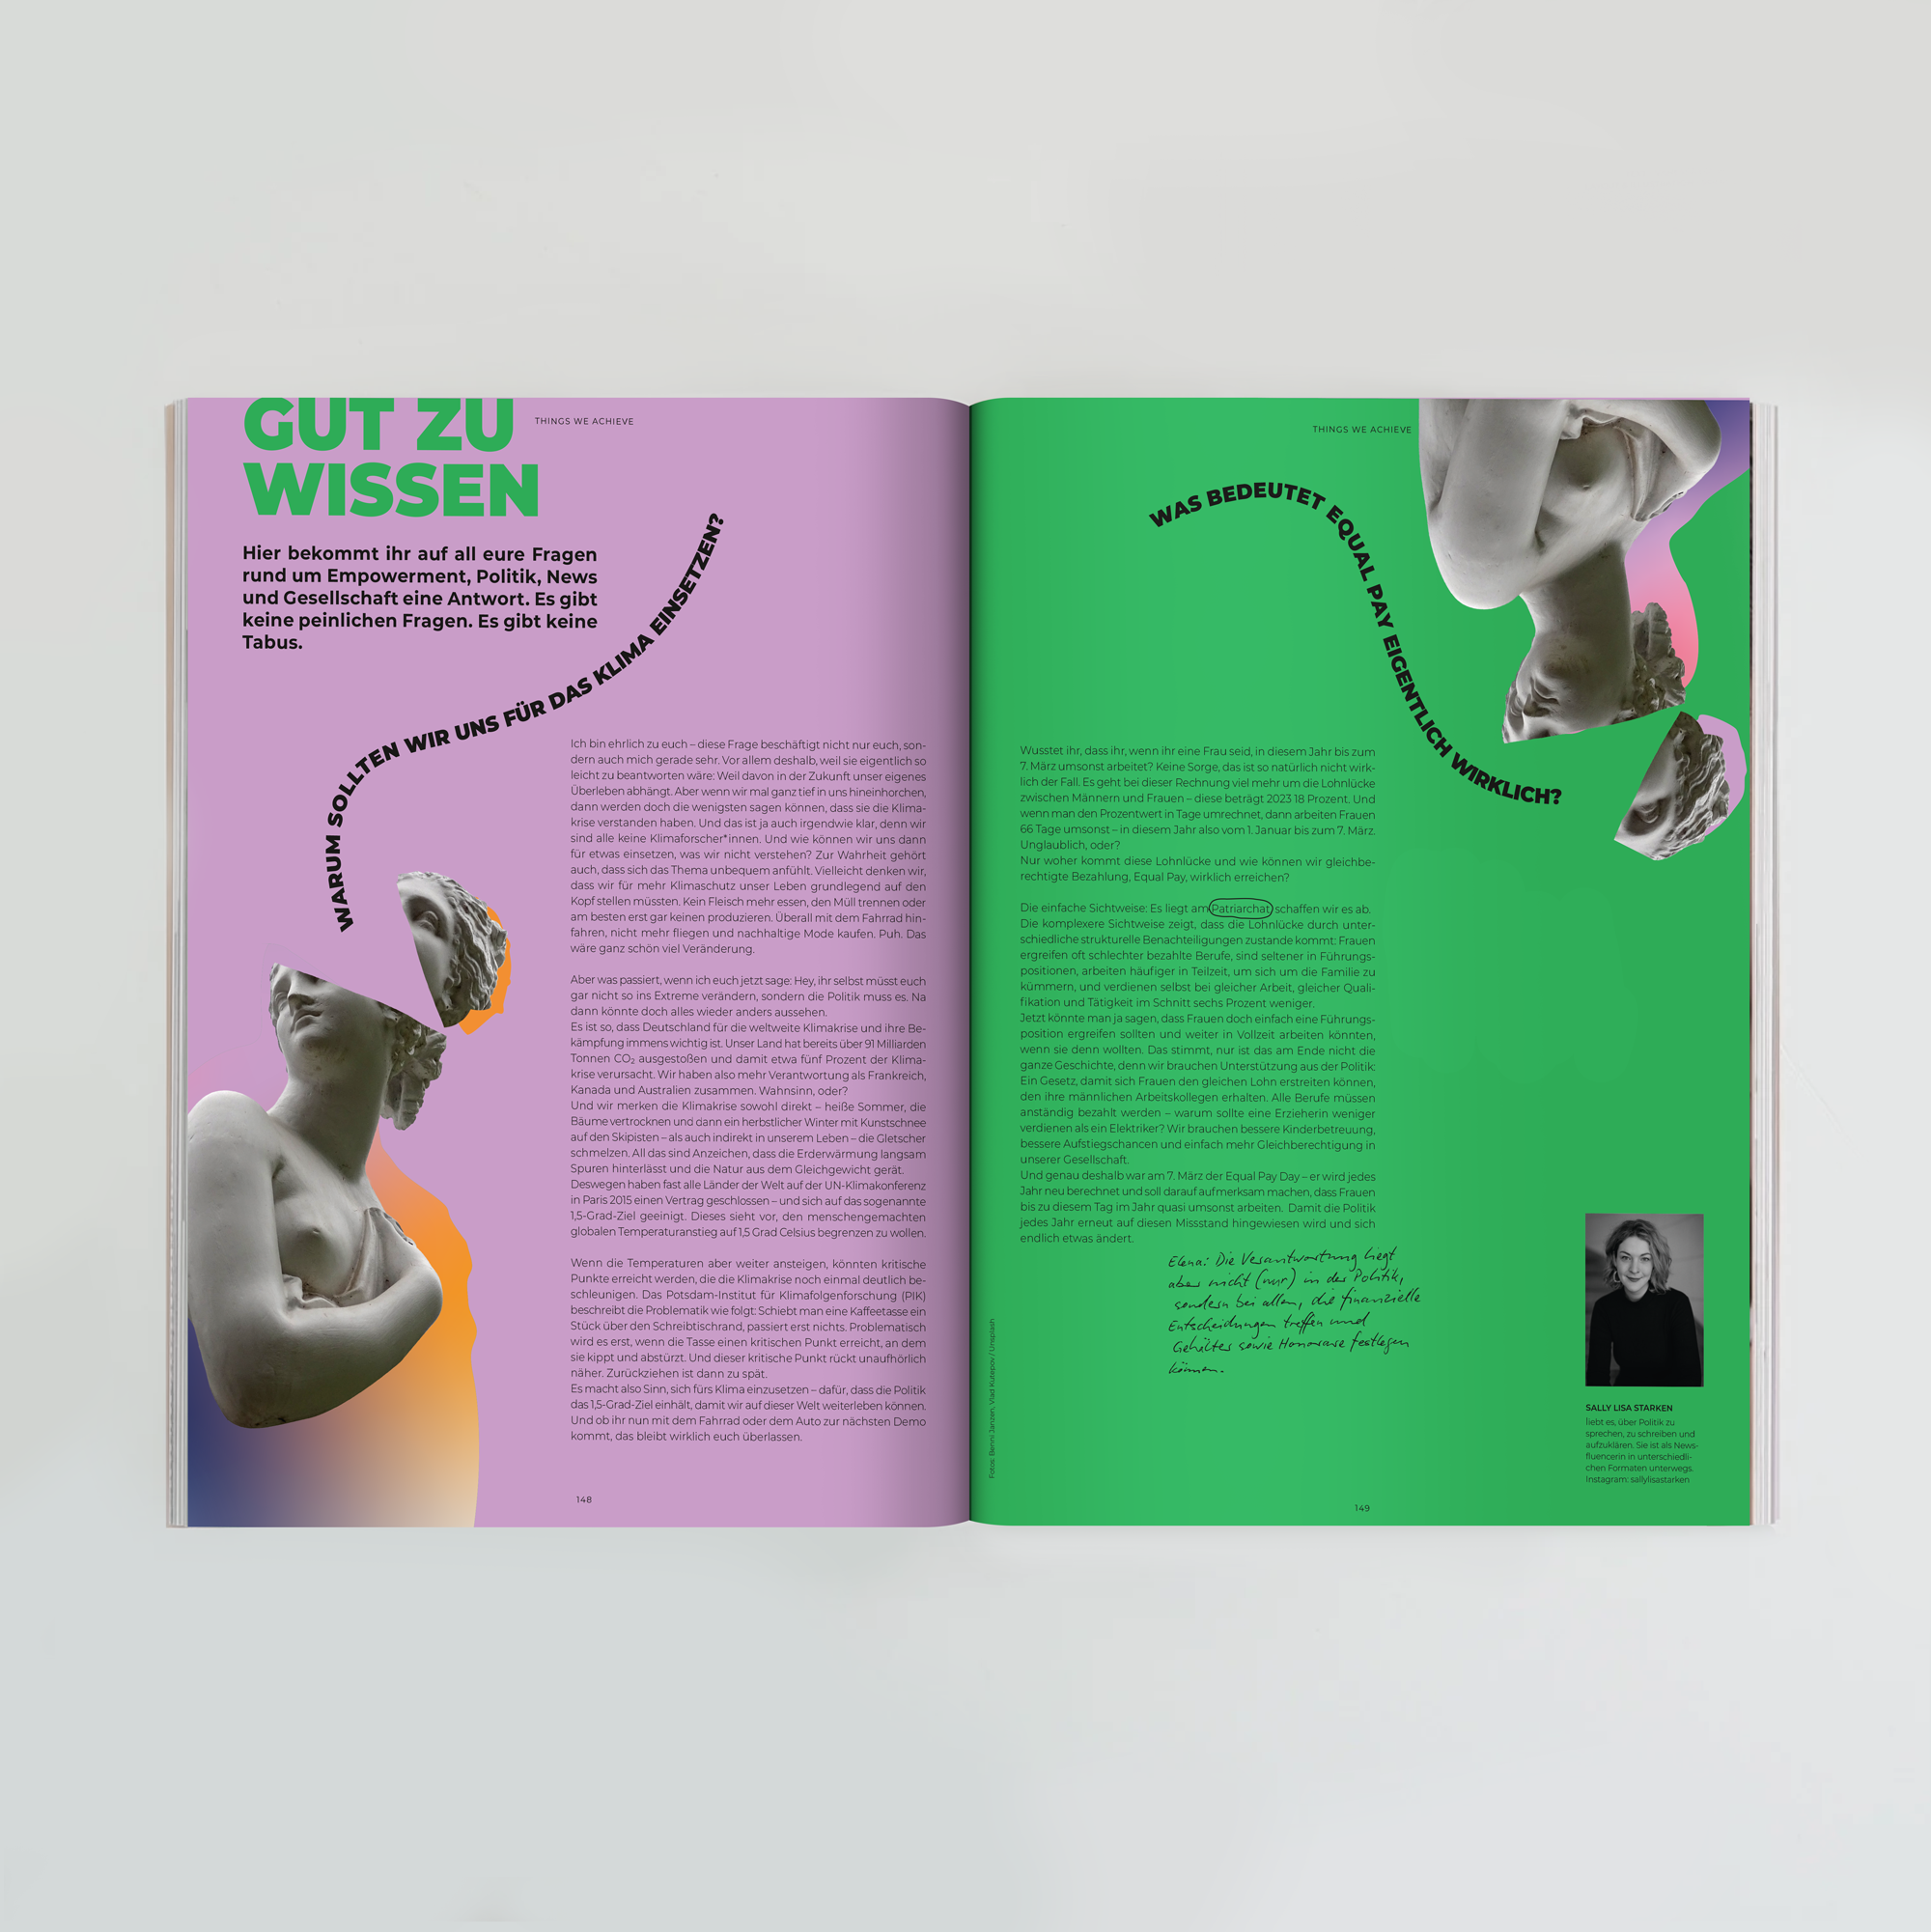 GUT ZU
WISSEN
THINGS WE ACHIEVE
Hier bekommt ihr auf all eure Fragen
rund um Empowerment, Politik, News
und Gesellschaft eine Antwort. Es gibt
keine peinlichen Fragen. Es gibt keine
Tabus.
WARUM SOLLTEN WIR UNS FÜR DAS KLIMA EINSETZEN?
Ich bin ehrlich zu euch – diese Frage beschäftigt nicht nur euch, son-
dern auch mich gerade sehr. Vor allem deshalb, weil sie eigentlich so
leicht zu beantworten wäre: Weil davon in der Zukunft unser eigenes
Überleben abhängt. Aber wenn wir mal ganz tief in uns hineinhorchen,
dann werden doch die wenigsten sagen können, dass sie die Klima-
krise verstanden haben. Und das ist ja auch irgendwie klar, denn wir
sind alle keine Klimaforscher*innen. Und wie können wir uns dann
für etwas einsetzen, was wir nicht verstehen? Zur Wahrheit gehört
auch, dass sich das Thema unbequem anfühlt. Vielleicht denken wir,
dass wir für mehr Klimaschutz unser Leben grundlegend auf den
Kopf stellen müssten. Kein Fleisch mehr essen, den Müll trennen oder
am besten erst gar keinen produzieren. Überall mit dem Fahrrad hin-
fahren, nicht mehr fliegen und nachhaltige Mode kaufen. Puh. Das
wäre ganz schön viel Veränderung.
Aber was passiert, wenn ich euch jetzt sage: Hey, ihr selbst müsst euch
gar nicht so ins Extreme verändern, sondern die Politik muss es. Na
dann könnte doch alles wieder anders aussehen.
Es ist so, dass Deutschland für die weltweite Klimakrise und ihre Be-
kämpfung immens wichtig ist. Unser Land hat bereits über 91 Milliarden
Tonnen CO₂ ausgestoßen und damit etwa fünf Prozent der Klima-
krise verursacht. Wir haben also mehr Verantwortung als Frankreich,
Kanada und Australien zusammen. Wahnsinn, oder?
Und wir merken die Klimakrise sowohl direkt – heiße Sommer, die
Bäume vertrocknen und dann ein herbstlicher Winter mit Kunstschnee
auf den Skipisten – als auch indirekt in unserem Leben – die Gletscher
schmelzen. All das sind Anzeichen, dass die Erderwärmung langsam
Spuren hinterlässt und die Natur aus dem Gleichgewicht gerät.
Deswegen haben fast alle Länder der Welt auf der UN-Klimakonferenz
in Paris 2015 einen Vertrag geschlossen – und sich auf das sogenannte
1,5-Grad-Ziel geeinigt. Dieses sieht vor, den menschengemachten
globalen Temperaturanstieg auf 1,5 Grad Celsius begrenzen zu wollen.
Wenn die Temperaturen aber weiter ansteigen, könnten kritische
Punkte erreicht werden, die die Klimakrise noch einmal deutlich be-
schleunigen. Das Potsdam-Institut für Klimafolgenforschung (PIK)
beschreibt die Problematik wie folgt: Schiebt man eine Kaffeetasse ein
Stück über den Schreibtischrand, passiert erst nichts. Problematisch
wird es erst, wenn die Tasse einen kritischen Punkt erreicht, an dem
sie kippt und abstürzt. Und dieser kritische Punkt rückt unaufhörlich
näher. Zurückziehen ist dann zu spät.
Es macht also Sinn, sich fürs Klima einzusetzen – dafür, dass die Politik
das 1,5-Grad-Ziel einhält, damit wir auf dieser Welt weiterleben können.
Und ob ihr nun mit dem Fahrrad oder dem Auto zur nächsten Demo
kommt, das bleibt wirklich euch überlassen.
148
THINGS WE ACHIEVE
WAS BEDEUTET EQUAL PAY EIGENTLICH WIRKLICH?
Wusstet ihr, dass ihr, wenn ihr eine Frau seid, in diesem Jahr bis zum
7. März umsonst arbeitet? Keine Sorge, das ist so natürlich nicht wirk-
lich der Fall. Es geht bei dieser Rechnung viel mehr um die Lohnlücke
zwischen Männern und Frauen – diese beträgt 2023 18 Prozent. Und
wenn man den Prozentwert in Tage umrechnet, dann arbeiten Frauen
66 Tage umsonst – in diesem Jahr also vom 1. Januar bis zum 7. März.
Unglaublich, oder?
Nur woher kommt diese Lohnlücke und wie können wir gleichbe-
rechtigte Bezahlung, Equal Pay, wirklich erreichen?
Die einfache Sichtweise: Es liegt am Patriarchat schaffen wir es ab.
Die komplexere Sichtweise zeigt, dass die Lohnlücke durch unter-
schiedliche strukturelle Benachteiligungen zustande kommt: Frauen
ergreifen oft schlechter bezahlte Berufe, sind seltener in Führungs-
positionen, arbeiten häufiger in Teilzeit, um sich um die Familie zu
kümmern, und verdienen selbst bei gleicher Arbeit, gleicher Quali-
fikation und Tätigkeit im Schnitt sechs Prozent weniger.
Jetzt könnte man ja sagen, dass Frauen doch einfach eine Führungs-
position ergreifen sollten und weiter in Vollzeit arbeiten könnten,
wenn sie denn wollten. Das stimmt, nur ist das am Ende nicht die
ganze Geschichte, denn wir brauchen Unterstützung aus der Politik:
Ein Gesetz, damit sich Frauen den gleichen Lohn erstreiten können,
den ihre männlichen Arbeitskollegen erhalten. Alle Berufe müssen
anständig bezahlt werden – warum sollte eine Erzieherin weniger
verdienen als ein Elektriker? Wir brauchen bessere Kinderbetreuung,
bessere Aufstiegschancen und einfach mehr Gleichberechtigung in
unserer Gesellschaft.
Und genau deshalb war am 7. März der Equal Pay Day – er wird jedes
Jahr neu berechnet und soll darauf aufmerksam machen, dass Frauen
bis zu diesem Tag im Jahr quasi umsonst arbeiten. Damit die Politik
jedes Jahr erneut auf diesen Missstand hingewiesen wird und sich
endlich etwas ändert.
Elena: Die Verantwortung liegt
aber nicht (nur) in der Politik,
sondern bei allen, die finanzielle
Entscheidungen treffen und
Gehälter sowie Honorare festlegen
können.
Fotos: Benni Janzen, Vlad Kutepov / Unsplash
SALLY LISA STARKEN
liebt es, über Politik zu
sprechen, zu schreiben und
aufzuklären. Sie ist als News-
fluencerin in unterschiedli-
chen Formaten unterwegs.
Instagram: sallylisastarken
149